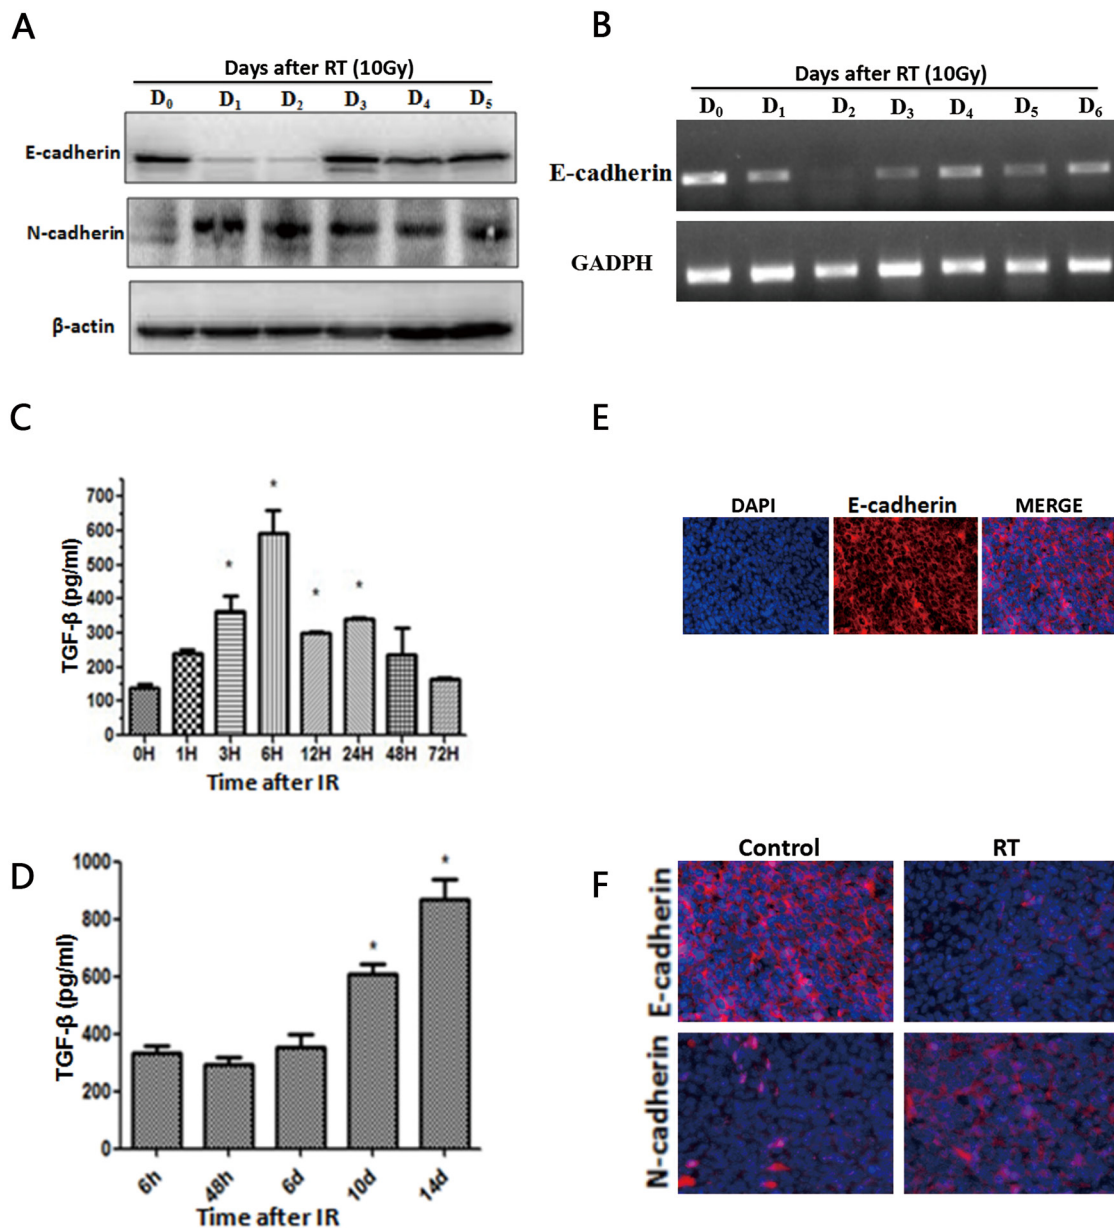 A
Days after RT (10Gy)
D0 D1 D2 D3 D4 D5
E-cadherin
N-cadherin
β-actin
B
Days after RT (10Gy)
D0 D1 D2 D3 D4 D5 D6
E-cadherin
GADPH
C
TGF-β (pg/ml)
700
600
500
400
300
200
100
0
* * * *
0H 1H 3H 6H 12H 24H 48H 72H
Time after IR
E
DAPI E-cadherin MERGE
D
TGF-β (pg/ml)
1000
800
600
400
200
0
* *
6h 48h 6d 10d 14d
Time after IR
F
Control RT
E-cadherin
N-cadherin